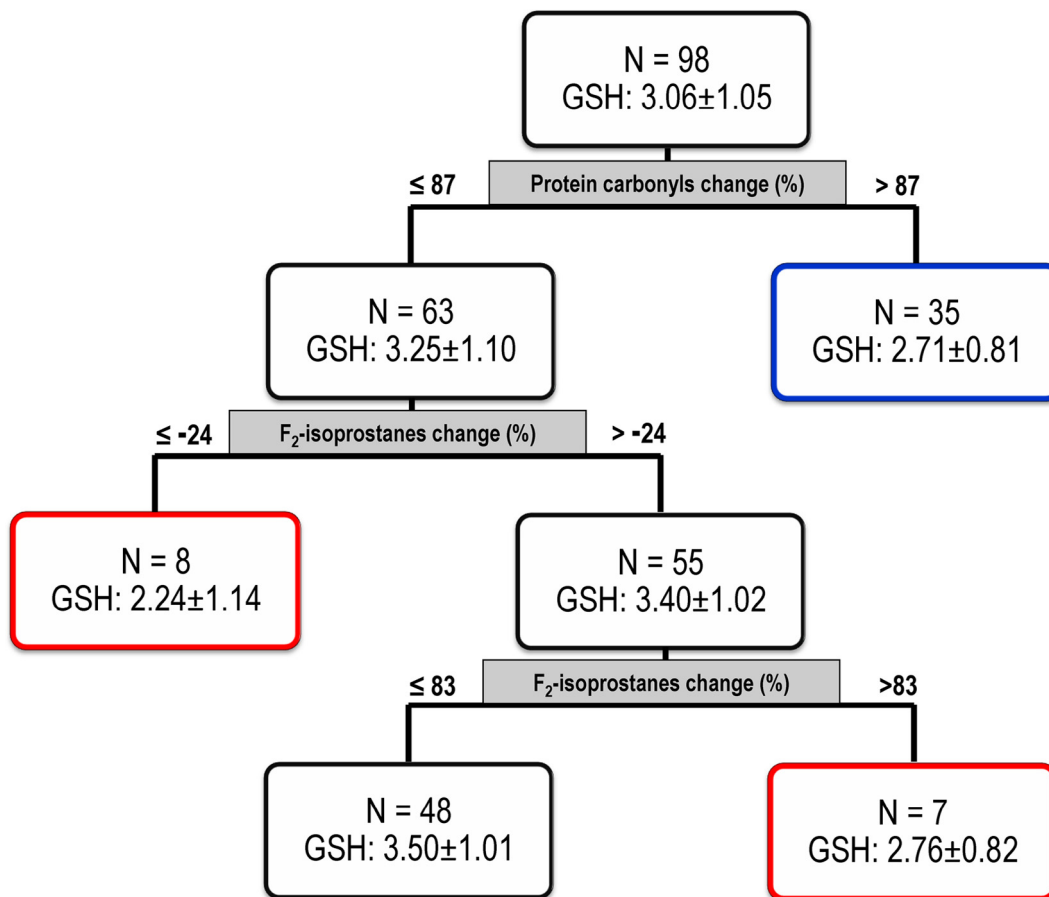 N = 98
GSH: 3.06±1.05
≤ 87
Protein carbonyls change (%)
> 87
N = 63
GSH: 3.25±1.10
N = 35
GSH: 2.71±0.81
≤ -24
F₂-isoprostanes change (%)
> -24
N = 8
GSH: 2.24±1.14
N = 55
GSH: 3.40±1.02
≤ 83
F₂-isoprostanes change (%)
>83
N = 48
GSH: 3.50±1.01
N = 7
GSH: 2.76±0.82